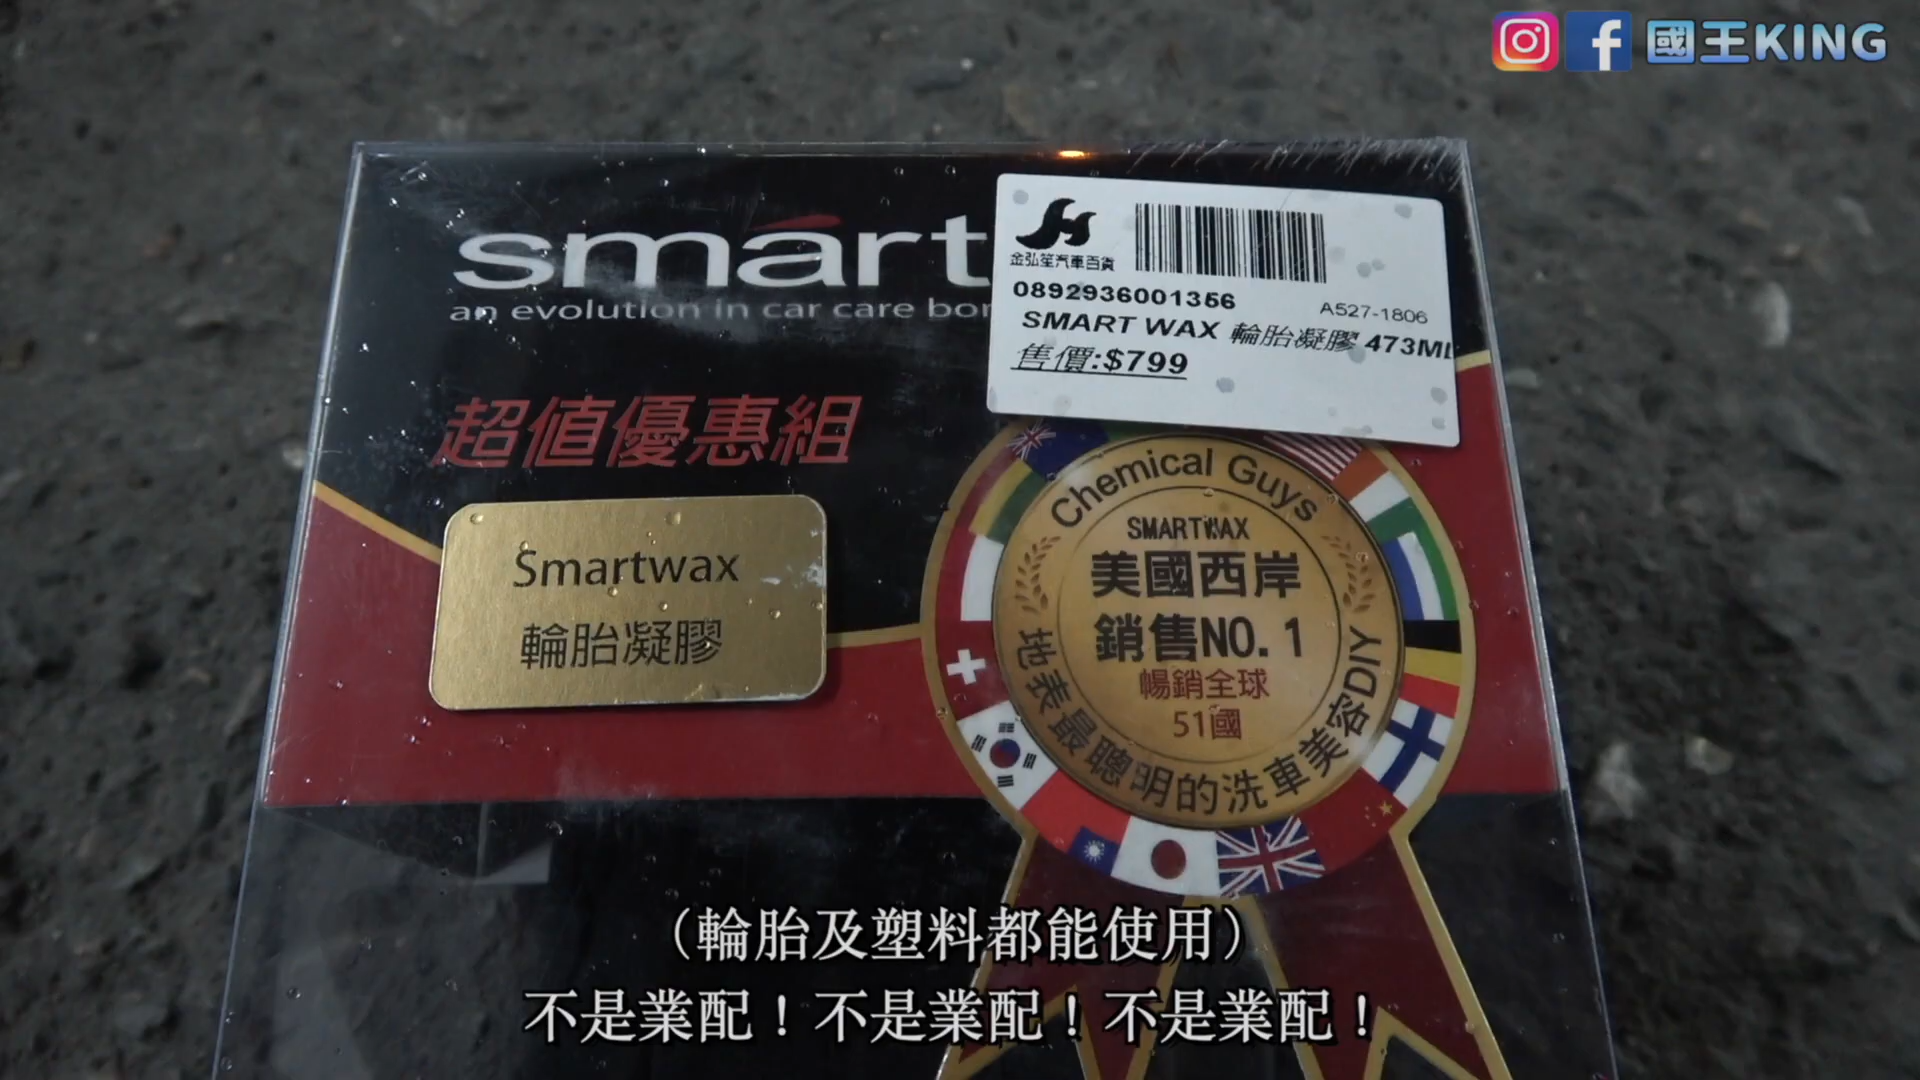 國王KING
smart
an evolution in car care bor
金弘笙汽車百貨
0892936001356
A527-1806
SMART WAX 輪胎凝膠 473ML
售價:$799
超值優惠組
Smartwax
輪胎凝膠
Chemical Guys
SMARTWAX
美國西岸
銷售NO.1
暢銷全球
51國
地表最聰明的洗車美容DIY
（輪胎及塑料都能使用）
不是業配！不是業配！不是業配！